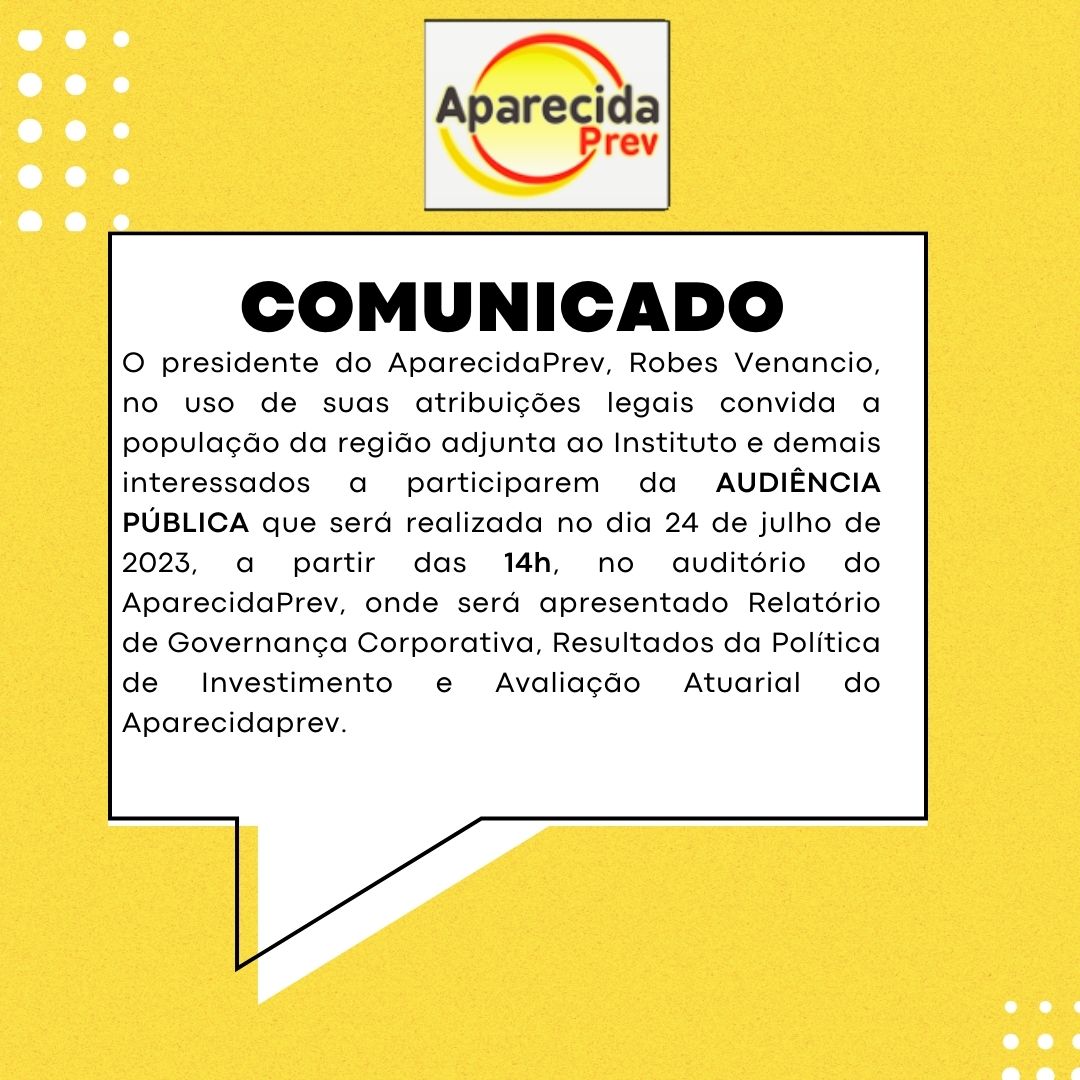 Aparecida
Prev
COMUNICADO
O presidente do AparecidaPrev, Robes Venancio,
no uso de suas atribuições legais convida a
população da região adjunta ao Instituto e demais
interessados a participarem da AUDIÊNCIA
PÚBLICA que será realizada no dia 24 de julho de
2023, a partir das 14h, no auditório do
AparecidaPrev, onde será apresentado Relatório
de Governança Corporativa, Resultados da Política
de Investimento e Avaliação Atuarial do
Aparecidaprev.